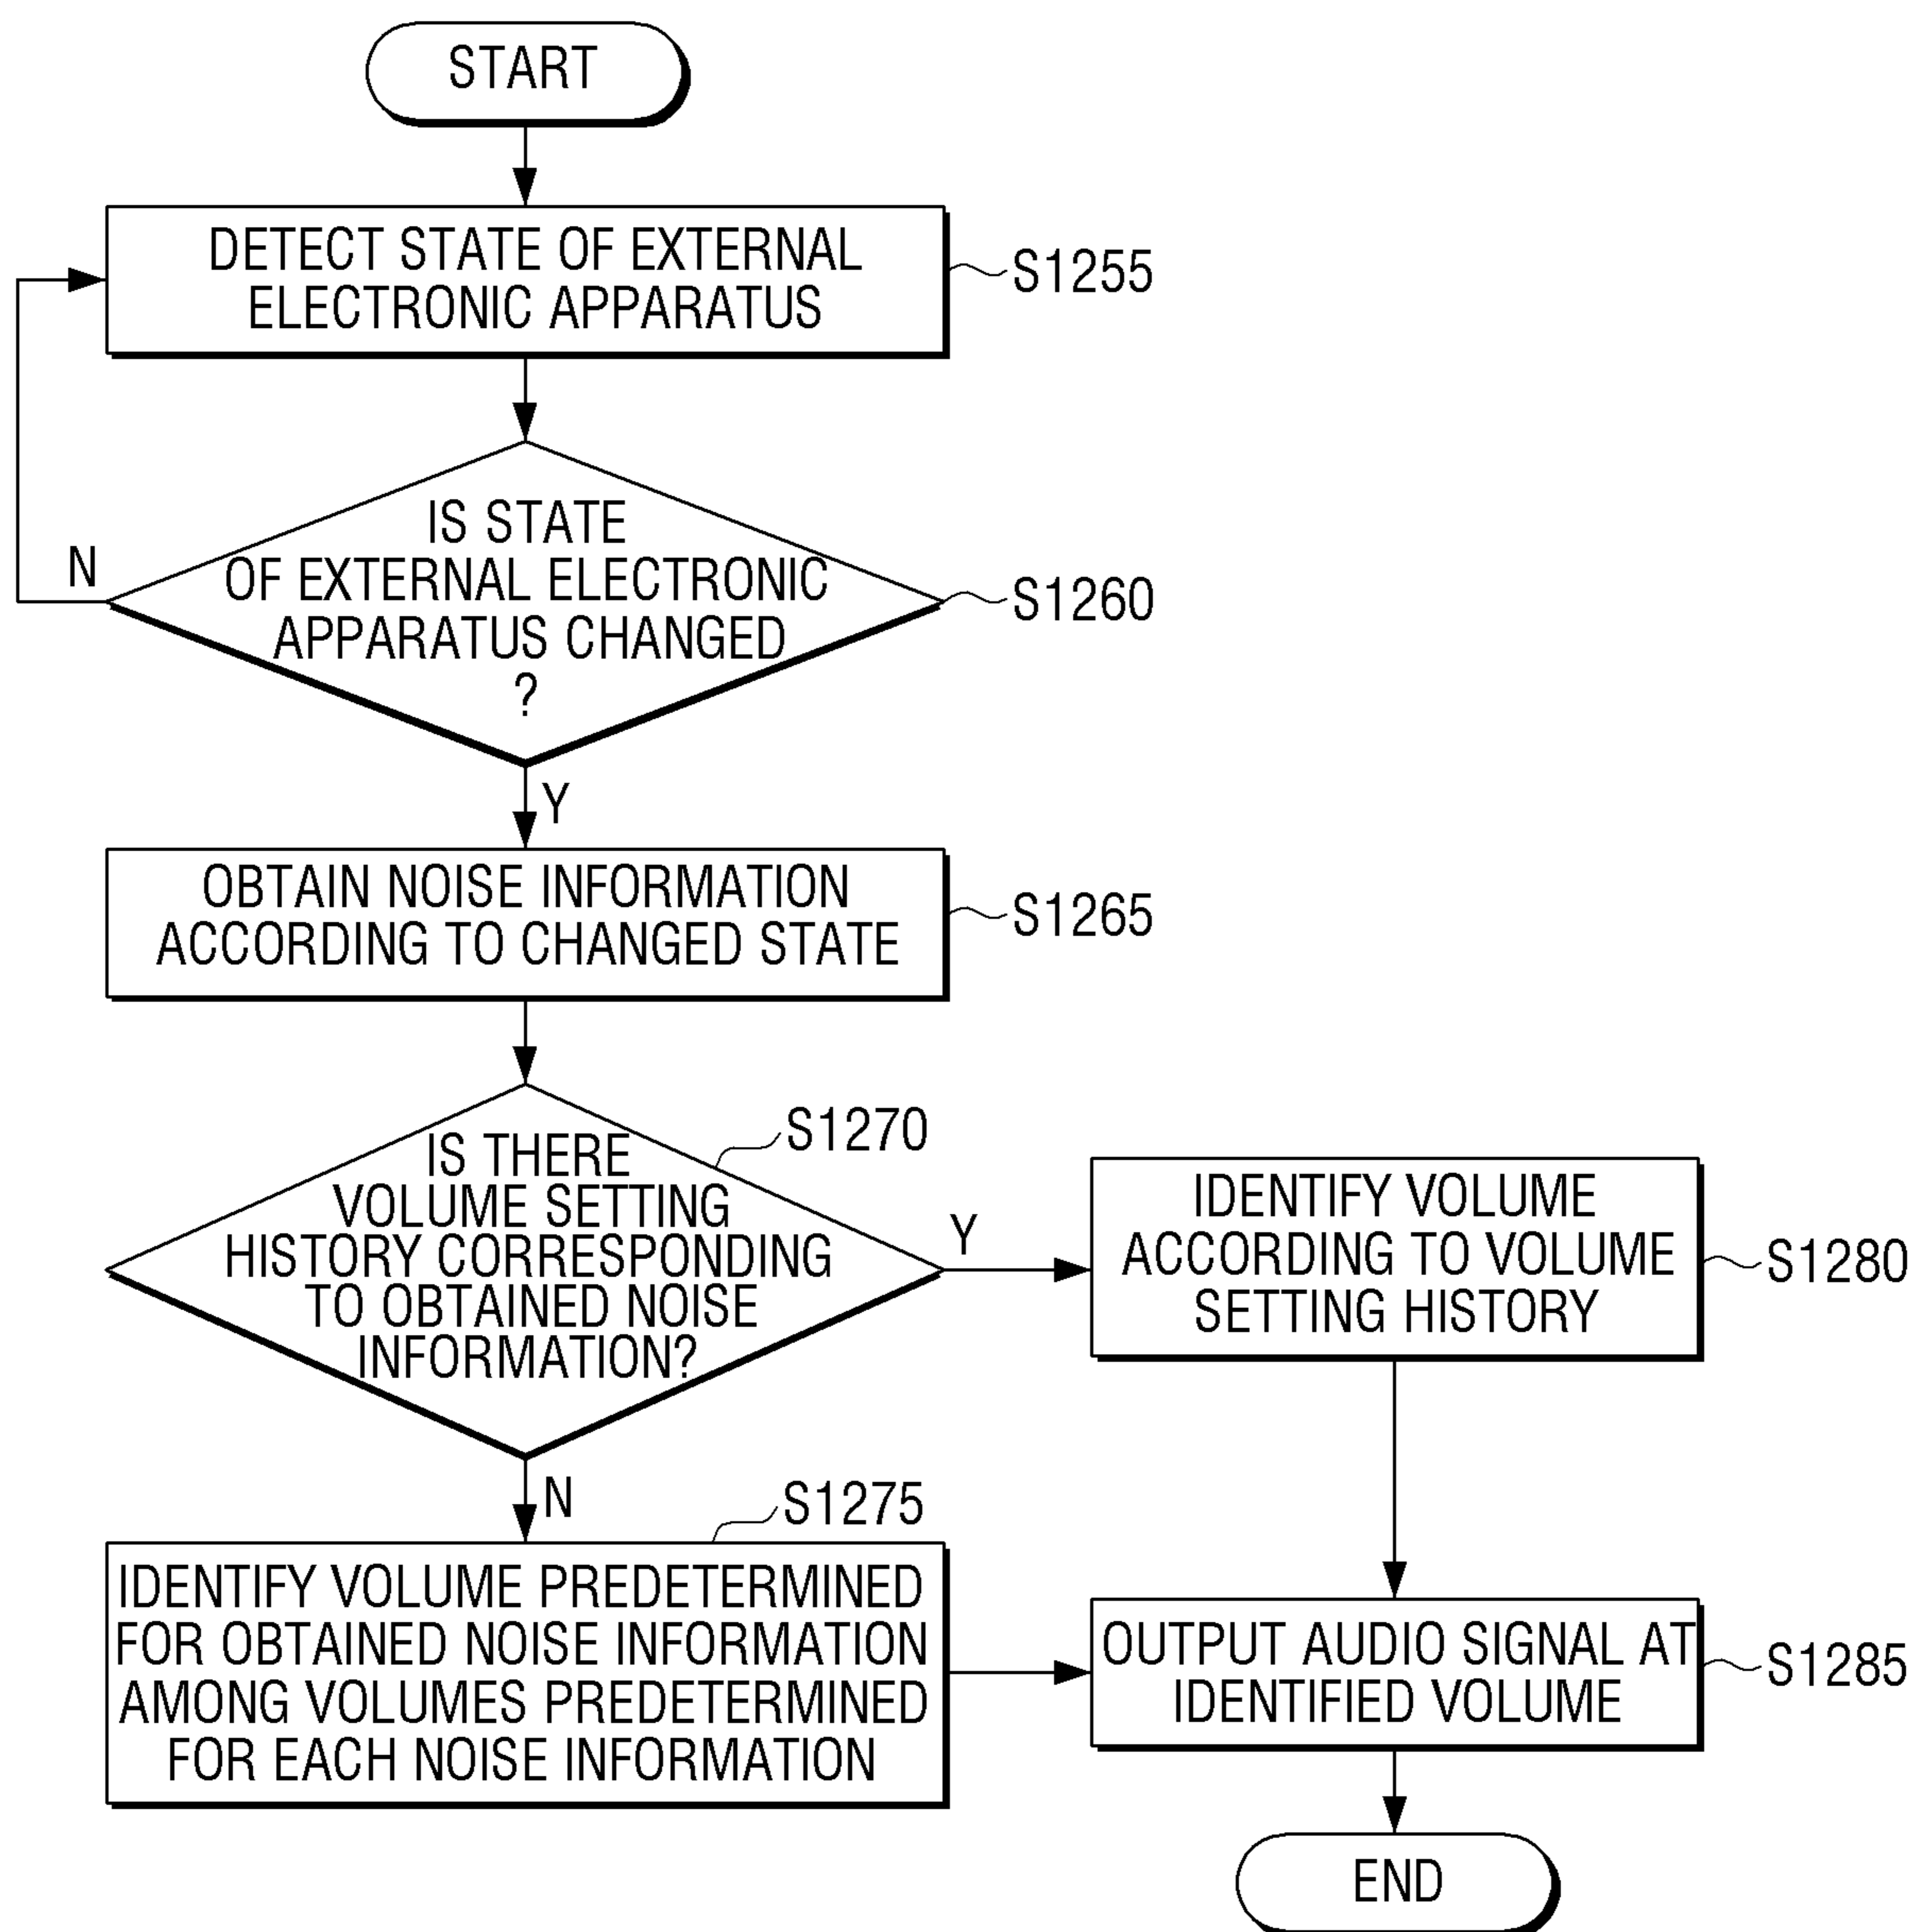 START
DETECT STATE OF EXTERNAL
ELECTRONIC APPARATUS
S1255
IS STATE
OF EXTERNAL ELECTRONIC
APPARATUS CHANGED
?
S1260
N
Y
OBTAIN NOISE INFORMATION
ACCORDING TO CHANGED STATE
S1265
IS THERE
VOLUME SETTING
HISTORY CORRESPONDING
TO OBTAINED NOISE
INFORMATION?
S1270
Y
N
IDENTIFY VOLUME
ACCORDING TO VOLUME
SETTING HISTORY
S1280
IDENTIFY VOLUME PREDETERMINED
FOR OBTAINED NOISE INFORMATION
AMONG VOLUMES PREDETERMINED
FOR EACH NOISE INFORMATION
S1275
OUTPUT AUDIO SIGNAL AT
IDENTIFIED VOLUME
S1285
END